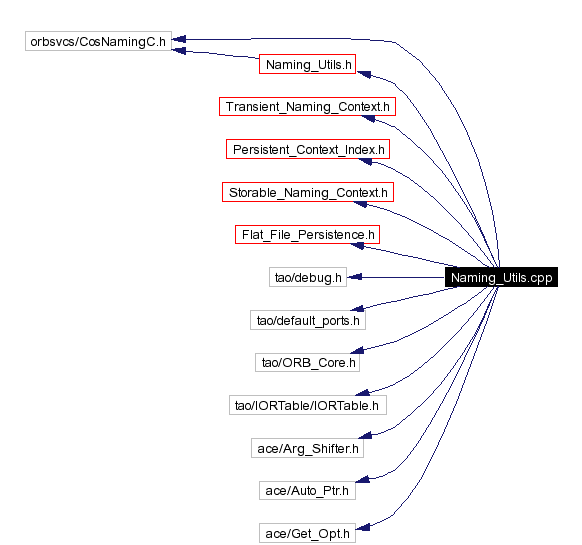 orbsvcs/CosNamingC.h
Naming_Utils.h
Transient_Naming_Context.h
Persistent_Context_Index.h
Storable_Naming_Context.h
Flat_File_Persistence.h
tao/debug.h
Naming_Utils.cpp
tao/default_ports.h
tao/ORB_Core.h
tao/IORTable/IORTable.h
ace/Arg_Shifter.h
ace/Auto_Ptr.h
ace/Get_Opt.h